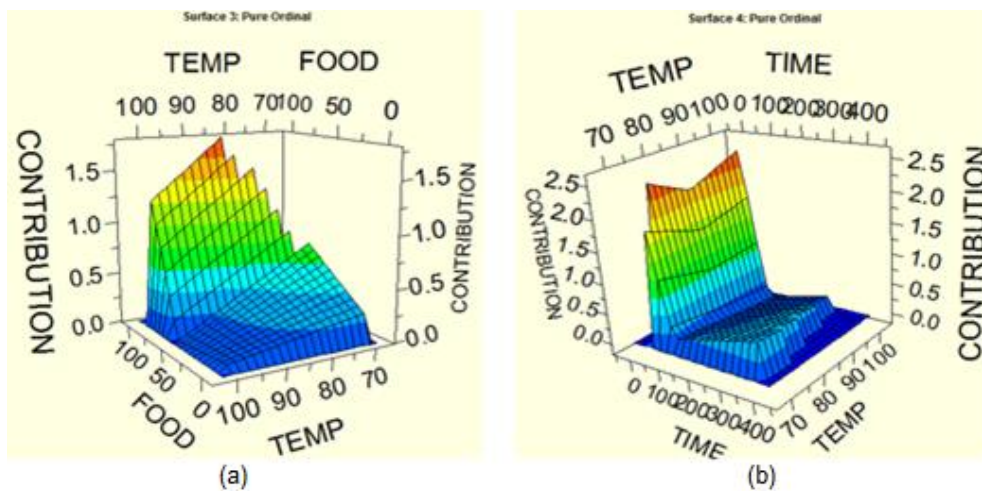 Surface 3: Pure Ordinal
TEMP FOOD
100 90 80 70 100 50 0
CONTRIBUTION
1.5 1.0 0.5 0.0
CONTRIBUTION
1.5 1.0 0.5 0.0
100 50 0
FOOD
100 90 80 70
TEMP
(a)
Surface 4: Pure Ordinal
TEMP TIME
70 80 90 100 0 100 200 300 400
CONTRIBUTION
2.5 2.0 1.5 1.0 0.5 0.0
CONTRIBUTION
2.5 2.0 1.5 1.0 0.5 0.0
0 100 200 300 400
TIME
70 80 90 100
TEMP
(b)